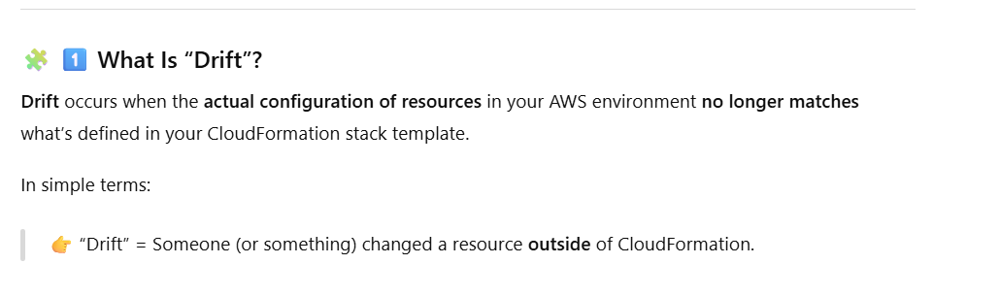 🧩 1️⃣ What Is “Drift”?
Drift occurs when the actual configuration of resources in your AWS environment no longer matches
what’s defined in your CloudFormation stack template.
In simple terms:
👉 “Drift” = Someone (or something) changed a resource outside of CloudFormation.